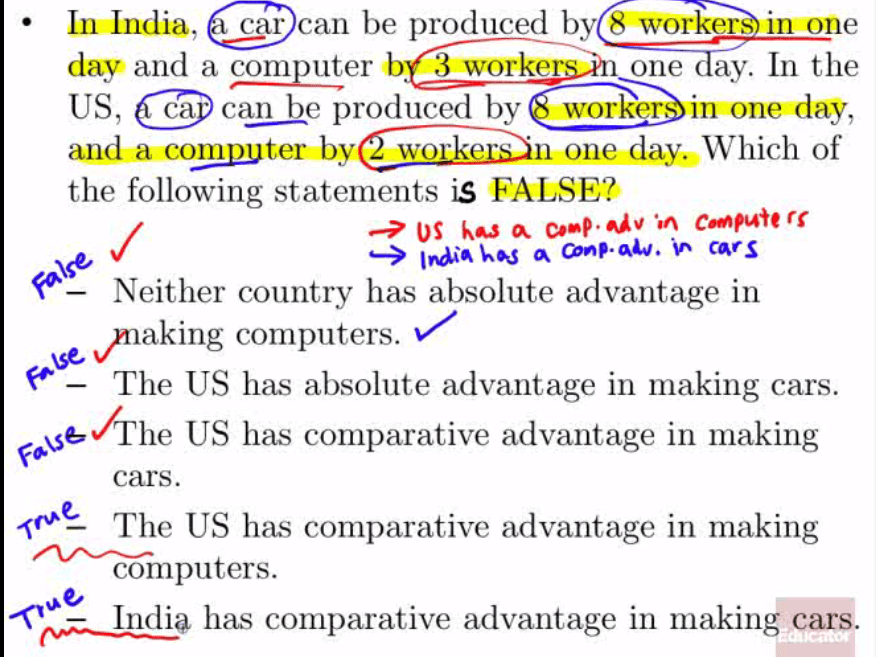 • In India, a car can be produced by 8 workers in one
day and a computer by 3 workers in one day. In the
US, a car can be produced by 8 workers in one day,
and a computer by 2 workers in one day. Which of
the following statements is FALSE?
→ US has a comp. adv in computers
→ India has a comp. adv. in cars
False
– Neither country has absolute advantage in
making computers.
False
– The US has absolute advantage in making cars.
False
– The US has comparative advantage in making
cars.
True
– The US has comparative advantage in making
computers.
True
– India has comparative advantage in making cars.
Educator